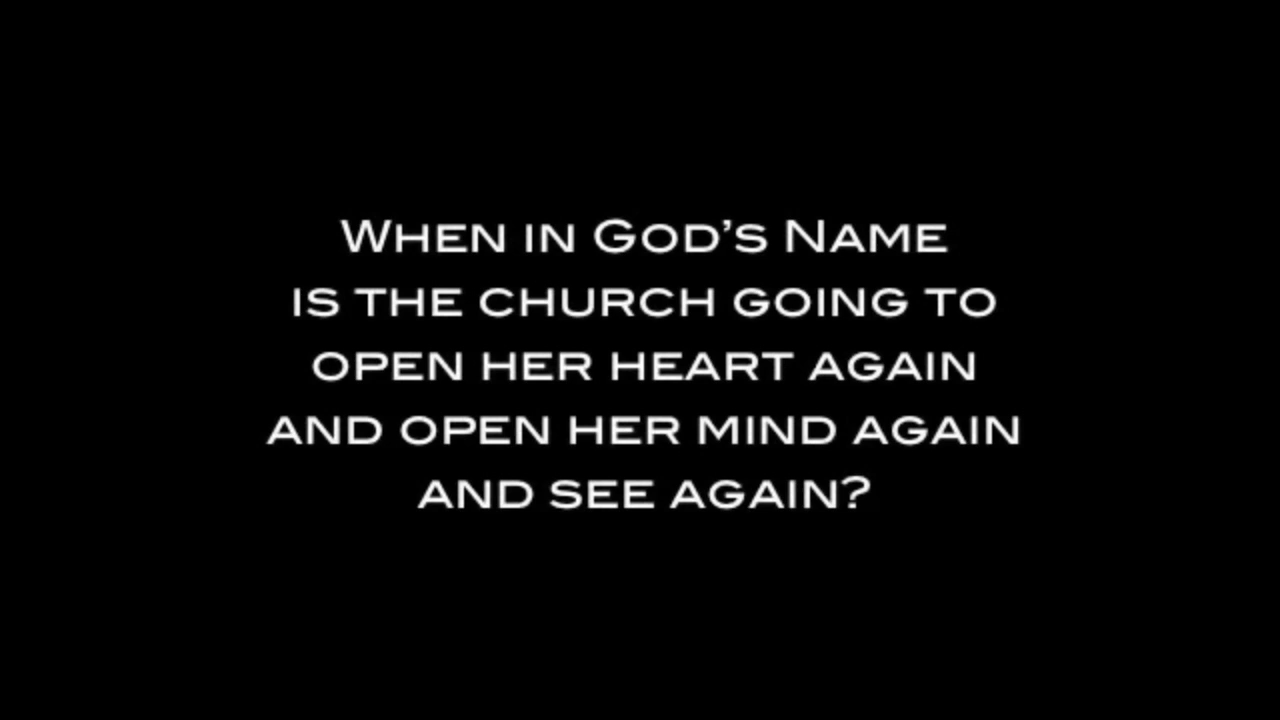 When in God's Name
is the church going to
open her heart again
and open her mind again
and see again?